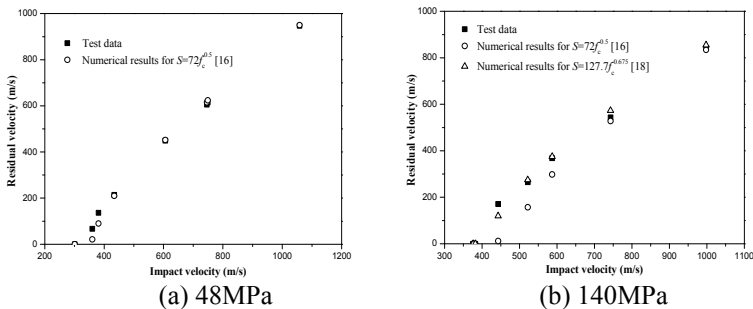 1000
800
600
400
200
0
Residual velocity (m/s)
Test data
Numerical results for S=72f_c^0.5 [16]
200 400 600 800 1000 1200
Impact velocity (m/s)
(a) 48MPa
1000
800
600
400
200
0
Residual velocity (m/s)
Test data
Numerical results for S=72f_c^0.5 [16]
Numerical results for S=127.7f_c^0.675 [18]
300 400 500 600 700 800 900 1000 1100
Impact velocity (m/s)
(b) 140MPa